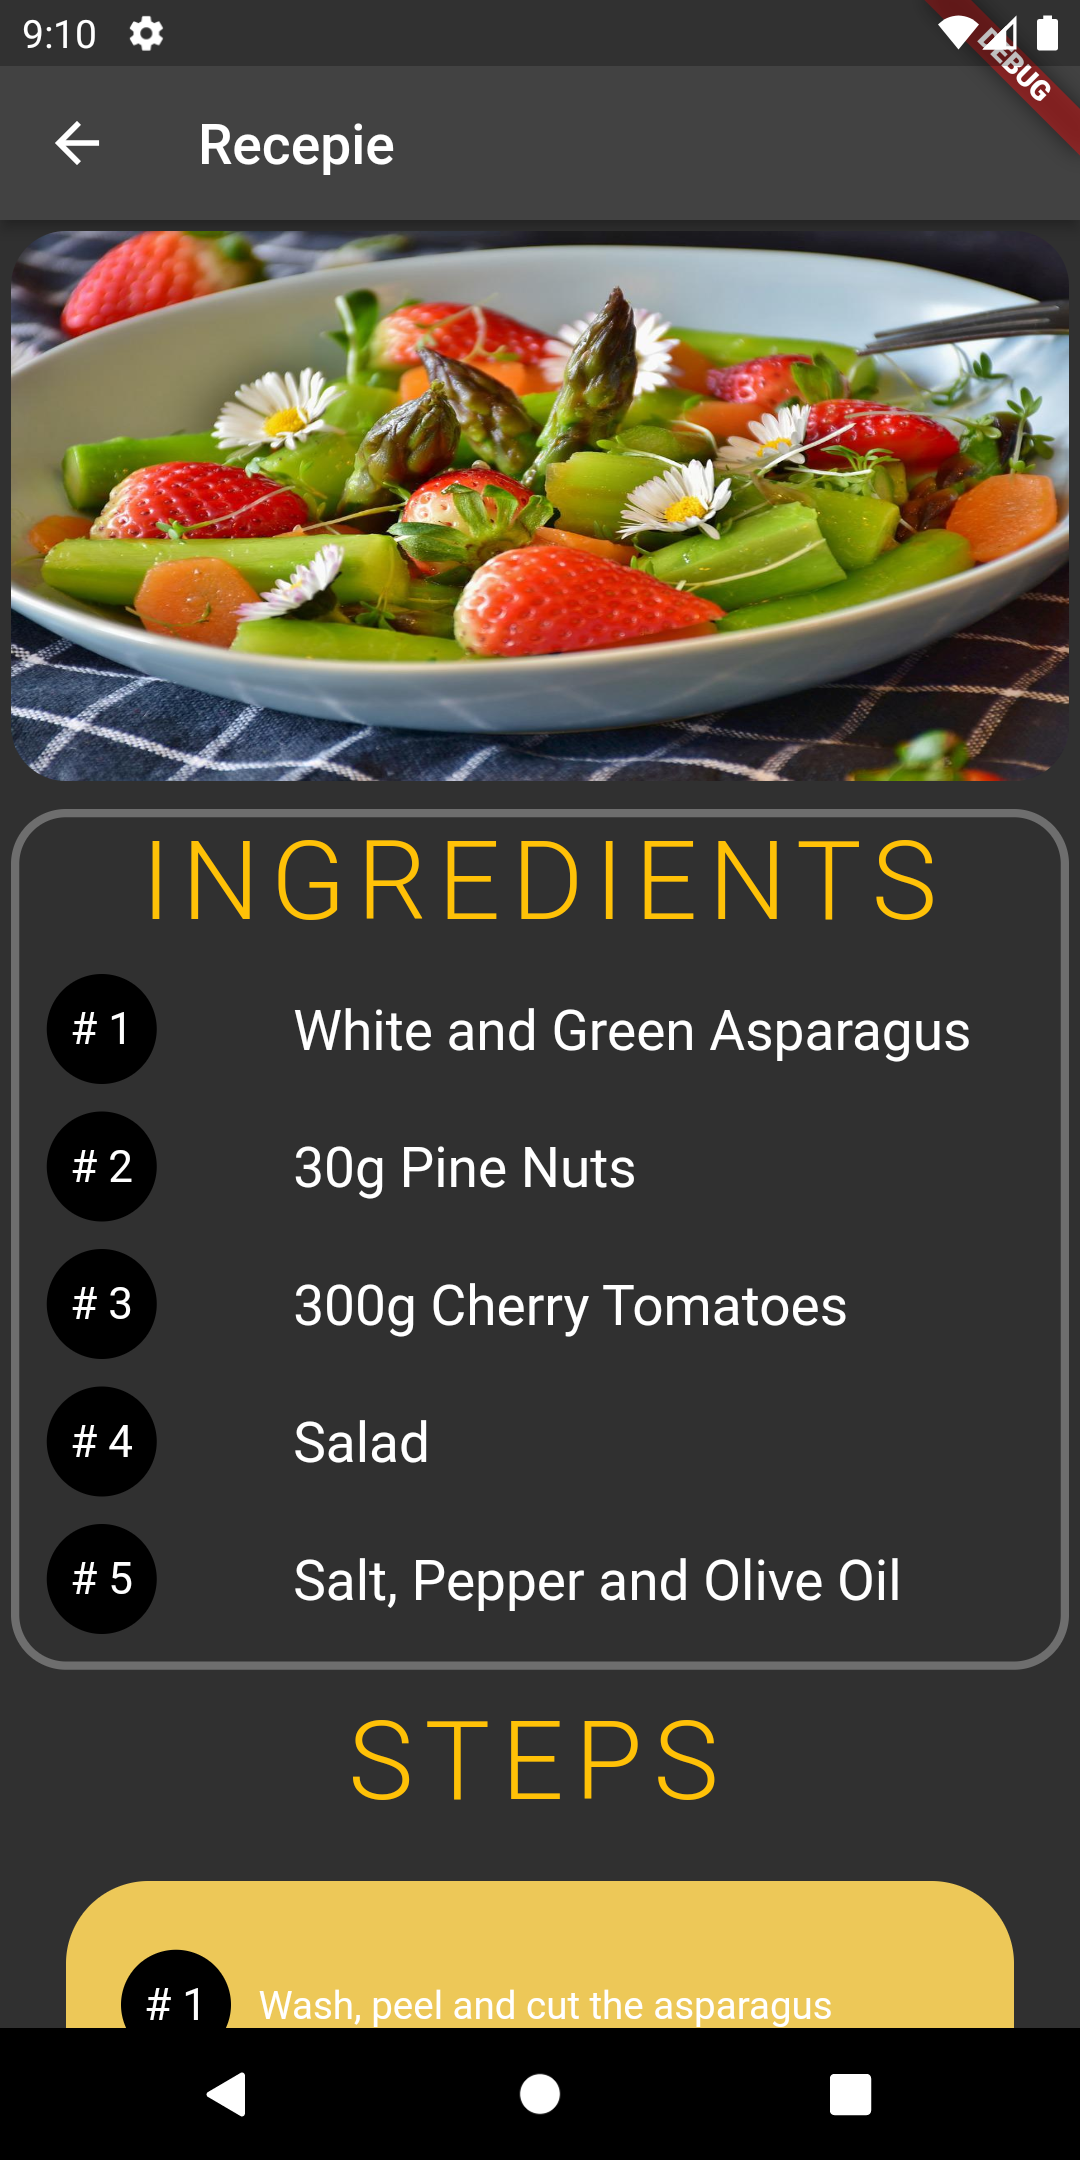 9:10
DEBUG
Recepie
INGREDIENTS
# 1 White and Green Asparagus
# 2 30g Pine Nuts
# 3 300g Cherry Tomatoes
# 4 Salad
# 5 Salt, Pepper and Olive Oil
STEPS
# 1 Wash, peel and cut the asparagus